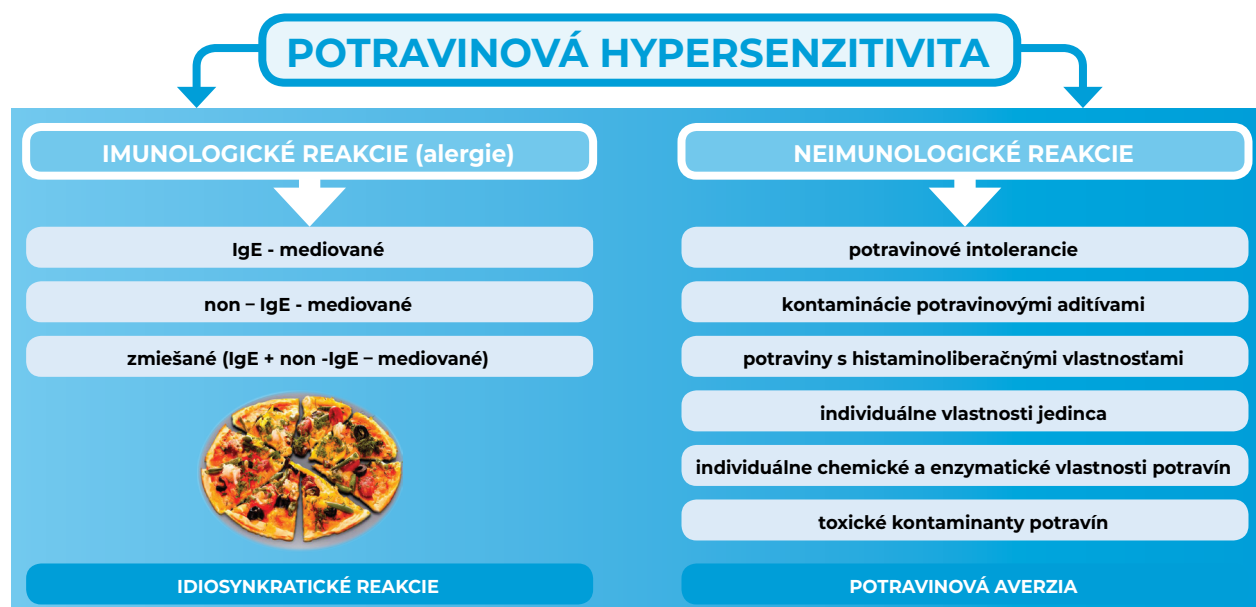 POTRAVINOVÁ HYPERSENZITIVITA
IMUNOLOGICKÉ REAKCIE (alergie)
IgE - mediované
non – IgE - mediované
zmiešané (IgE + non -IgE – mediované)
IDIOSYNKRATICKÉ REAKCIE
NEIMUNOLOGICKÉ REAKCIE
potravinové intolerancie
kontaminácie potravinovými aditívami
potraviny s histaminoliberačnými vlastnosťami
individuálne vlastnosti jedinca
individuálne chemické a enzymatické vlastnosti potravín
toxické kontaminanty potravín
POTRAVINOVÁ AVERZIA